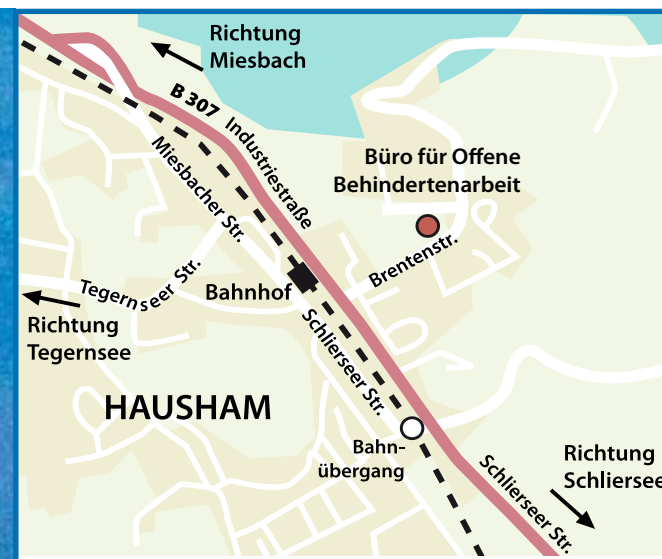 Richtung
Miesbach
B 307 Industriestraße
Büro für Offene
Behindertenarbeit
Miesbacher Str.
Brentenstr.
Tegernseer Str.
Bahnhof
Richtung
Tegernsee
Schlierseer Str.
HAUSHAM
Bahn-
übergang
Richtung
Schliersee
Schlierseer Str.